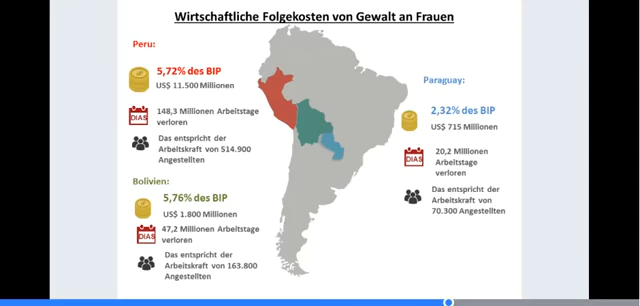 Wirtschaftliche Folgekosten von Gewalt an Frauen
Peru:
5,72% des BIP
US$ 11.500 Millionen
DIAS
148,3 Millionen Arbeitstage
verloren
Das entspricht der
Arbeitskraft von 514.900
Angestellten
Bolivien:
5,76% des BIP
US$ 1.800 Millionen
DIAS
47,2 Millionen Arbeitstage
verloren
Das entspricht der
Arbeitskraft von 163.800
Angestellten
Paraguay:
2,32% des BIP
US$ 715 Millionen
DIAS
20,2 Millionen
Arbeitstage
verloren
Das entspricht der
Arbeitskraft von
70.300 Angestellten